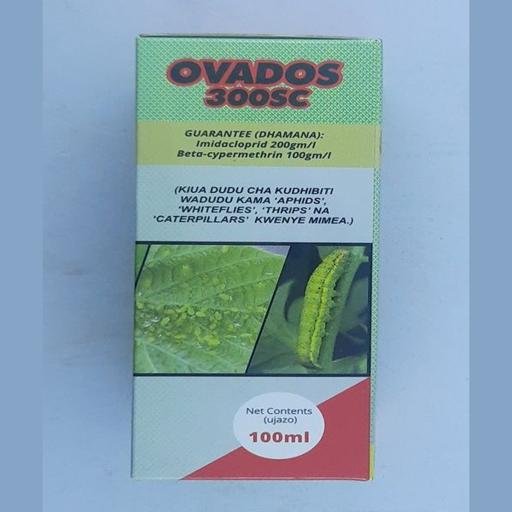 OVADOS
300SC
GUARANTEE (DHAMANA):
Imidacloprid 200gm/l
Beta-cypermethrin 100gm/l
(KIUA DUDU CHA KUDHIBITI
WADUDU KAMA ‘APHIDS’,
‘WHITEFLIES’, ‘THRIPS’ NA
‘CATERPILLARS’ KWENYE MIMEA.)
Net Contents
(ujazo)
100ml